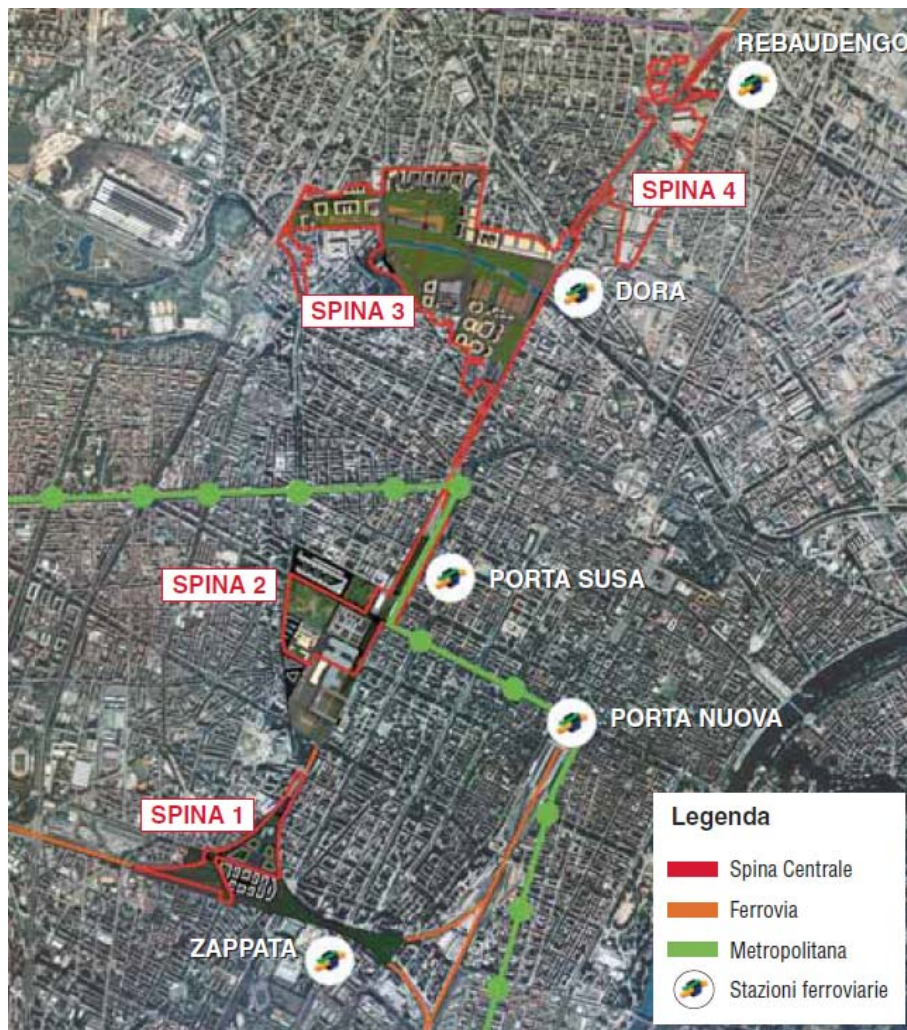 REBAUDENGO
SPINA 4
DORA
SPINA 3
SPINA 2
PORTA SUSA
PORTA NUOVA
SPINA 1
ZAPPATA
Legenda
Spina Centrale
Ferrovia
Metropolitana
Stazioni ferroviarie